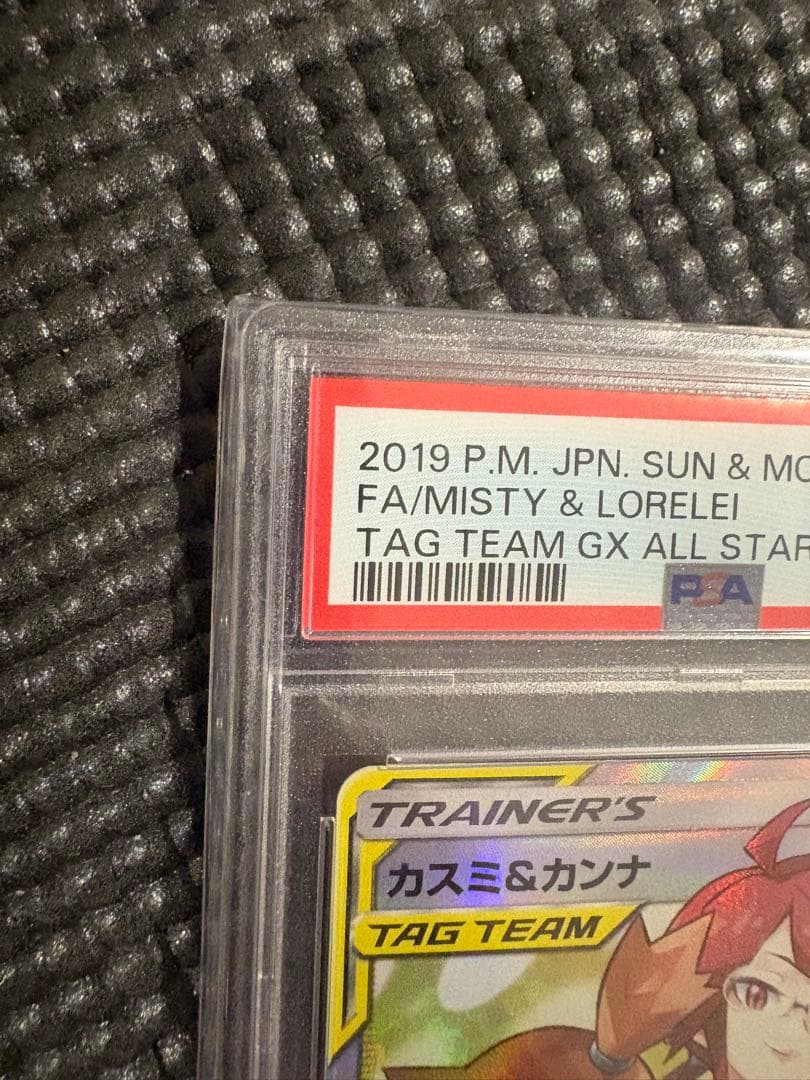 2019 P.M. JPN. SUN & MO
FA/MISTY & LORELEI
TAG TEAM GX ALL STAR
PSA
TRAINER'S
カスミ&カンナ
TAG TEAM